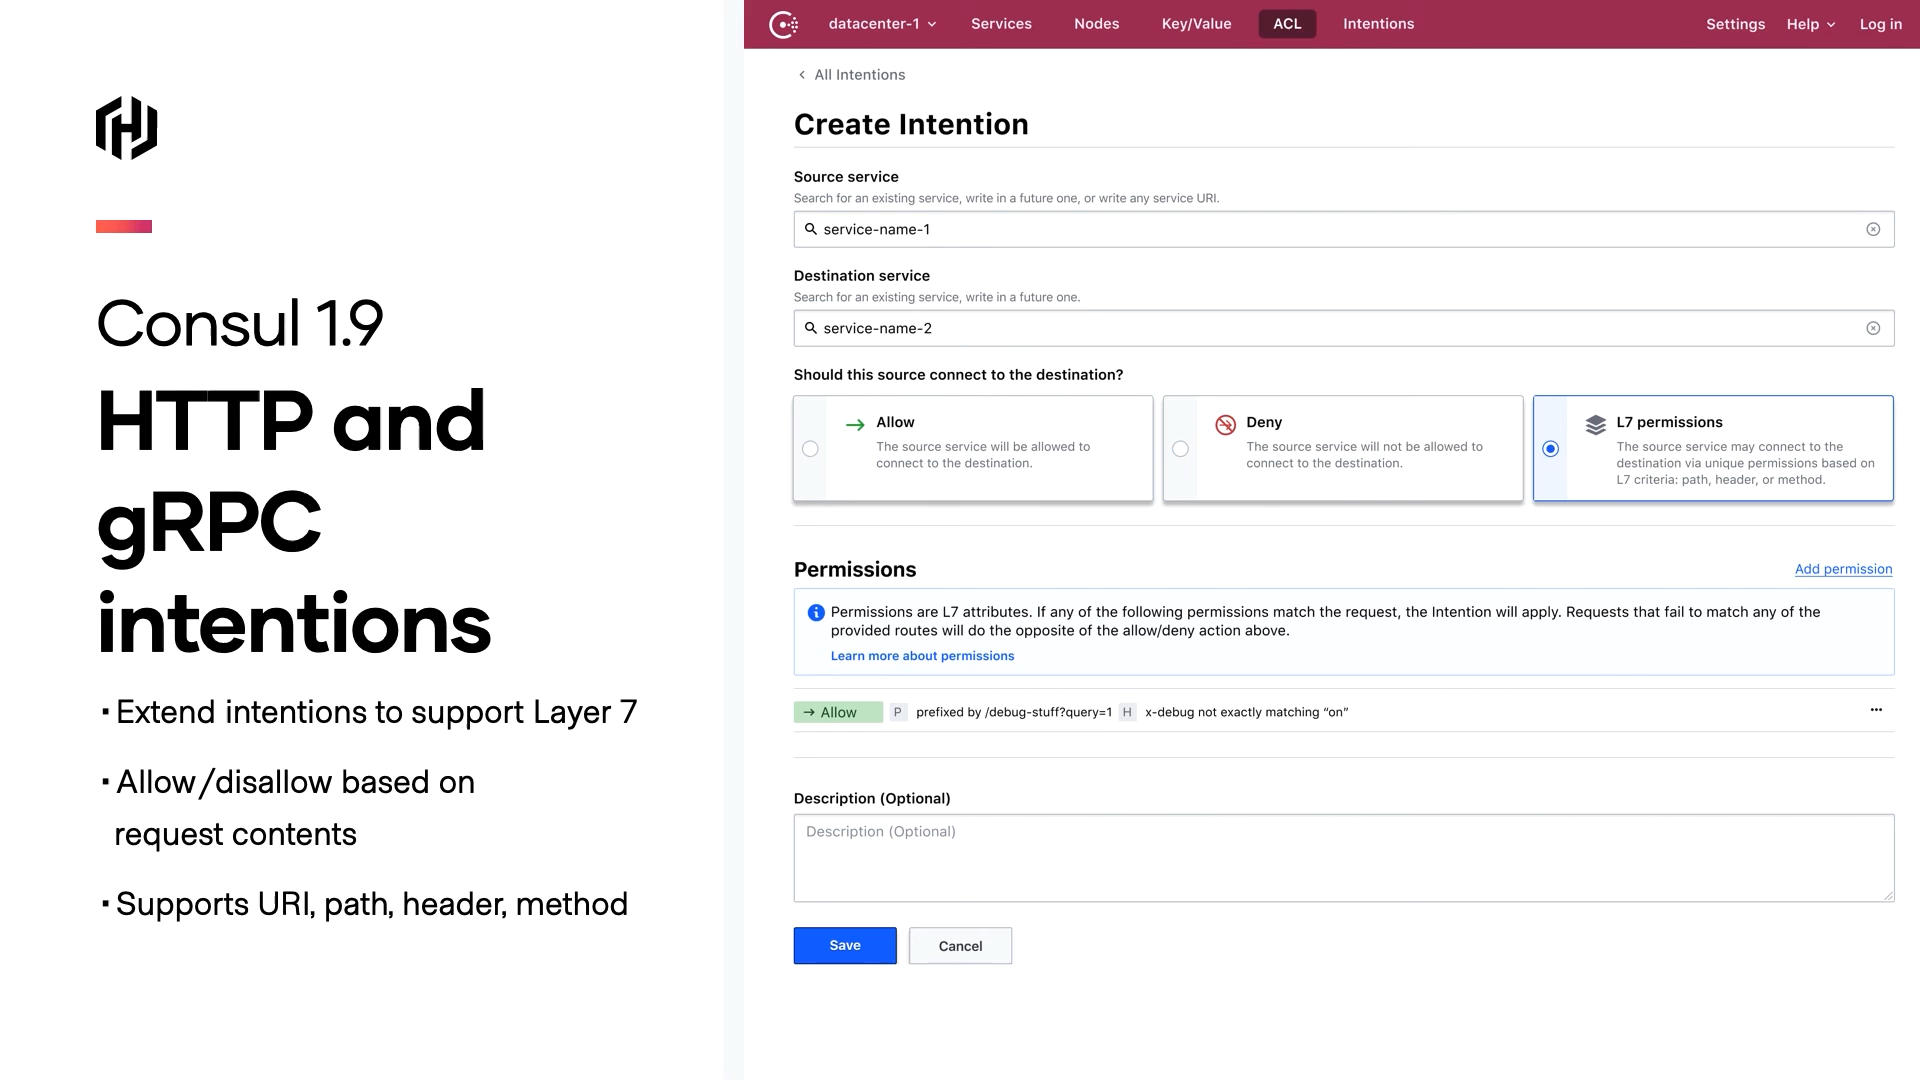 Consul 1.9
HTTP and
gRPC
intentions
▪ Extend intentions to support Layer 7
▪ Allow/disallow based on
request contents
▪ Supports URI, path, header, method
datacenter-1 Services Nodes Key/Value ACL Intentions Settings Help Log in
All Intentions
Create Intention
Source service
Search for an existing service, write in a future one, or write any service URI.
service-name-1
Destination service
Search for an existing service, write in a future one.
service-name-2
Should this source connect to the destination?
Allow
The source service will be allowed to
connect to the destination.
Deny
The source service will not be allowed to
connect to the destination.
L7 permissions
The source service may connect to the
destination via unique permissions based on
L7 criteria: path, header, or method.
Permissions
Add permission
Permissions are L7 attributes. If any of the following permissions match the request, the Intention will apply. Requests that fail to match any of the
provided routes will do the opposite of the allow/deny action above.
Learn more about permissions
→ Allow P prefixed by /debug-stuff?query=1 H x-debug not exactly matching “on”
Description (Optional)
Description (Optional)
Save Cancel